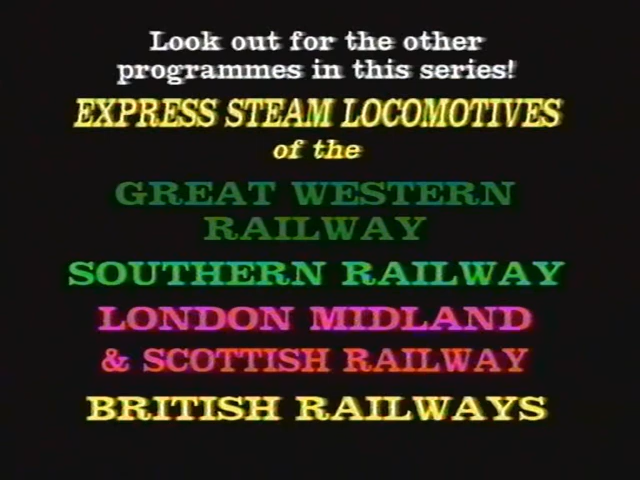 Look out for the other
programmes in this series!
EXPRESS STEAM LOCOMOTIVES
of the
GREAT WESTERN
RAILWAY
SOUTHERN RAILWAY
LONDON MIDLAND
& SCOTTISH RAILWAY
BRITISH RAILWAYS